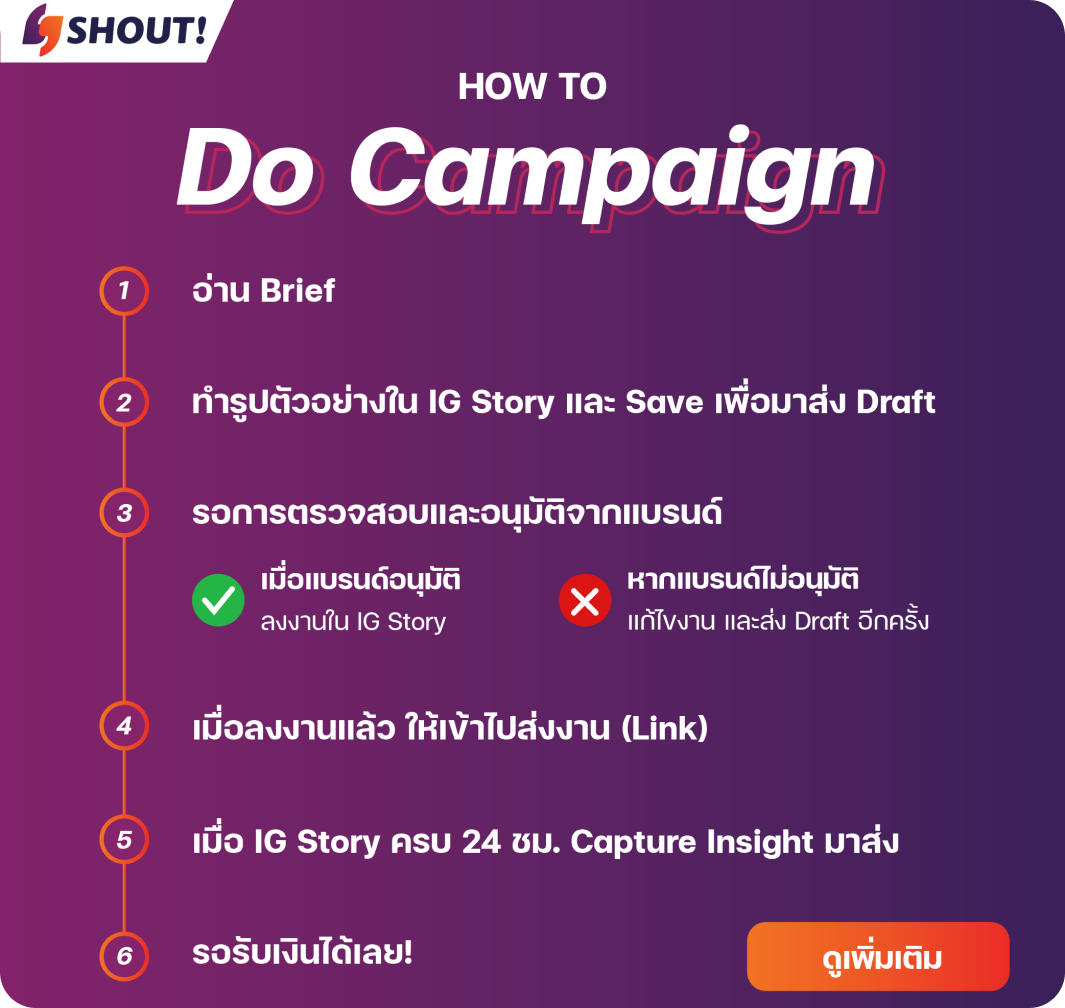 SHOUT!
HOW TO
Do Campaign
1 อ่าน Brief
2 ทำรูปตัวอย่างใน IG Story และ Save เพื่อมาส่ง Draft
3 รอการตรวจสอบและอนุมัติจากแบรนด์
เมื่อแบรนด์อนุมัติ
ลงงานใน IG Story
หากแบรนด์ไม่อนุมัติ
แก้ไขงาน และส่ง Draft อีกครั้ง
4 เมื่อลงงานแล้ว ให้เข้าไปส่งงาน (Link)
5 เมื่อ IG Story ครบ 24 ชม. Capture Insight มาส่ง
6 รอรับเงินได้เลย!
ดูเพิ่มเติม